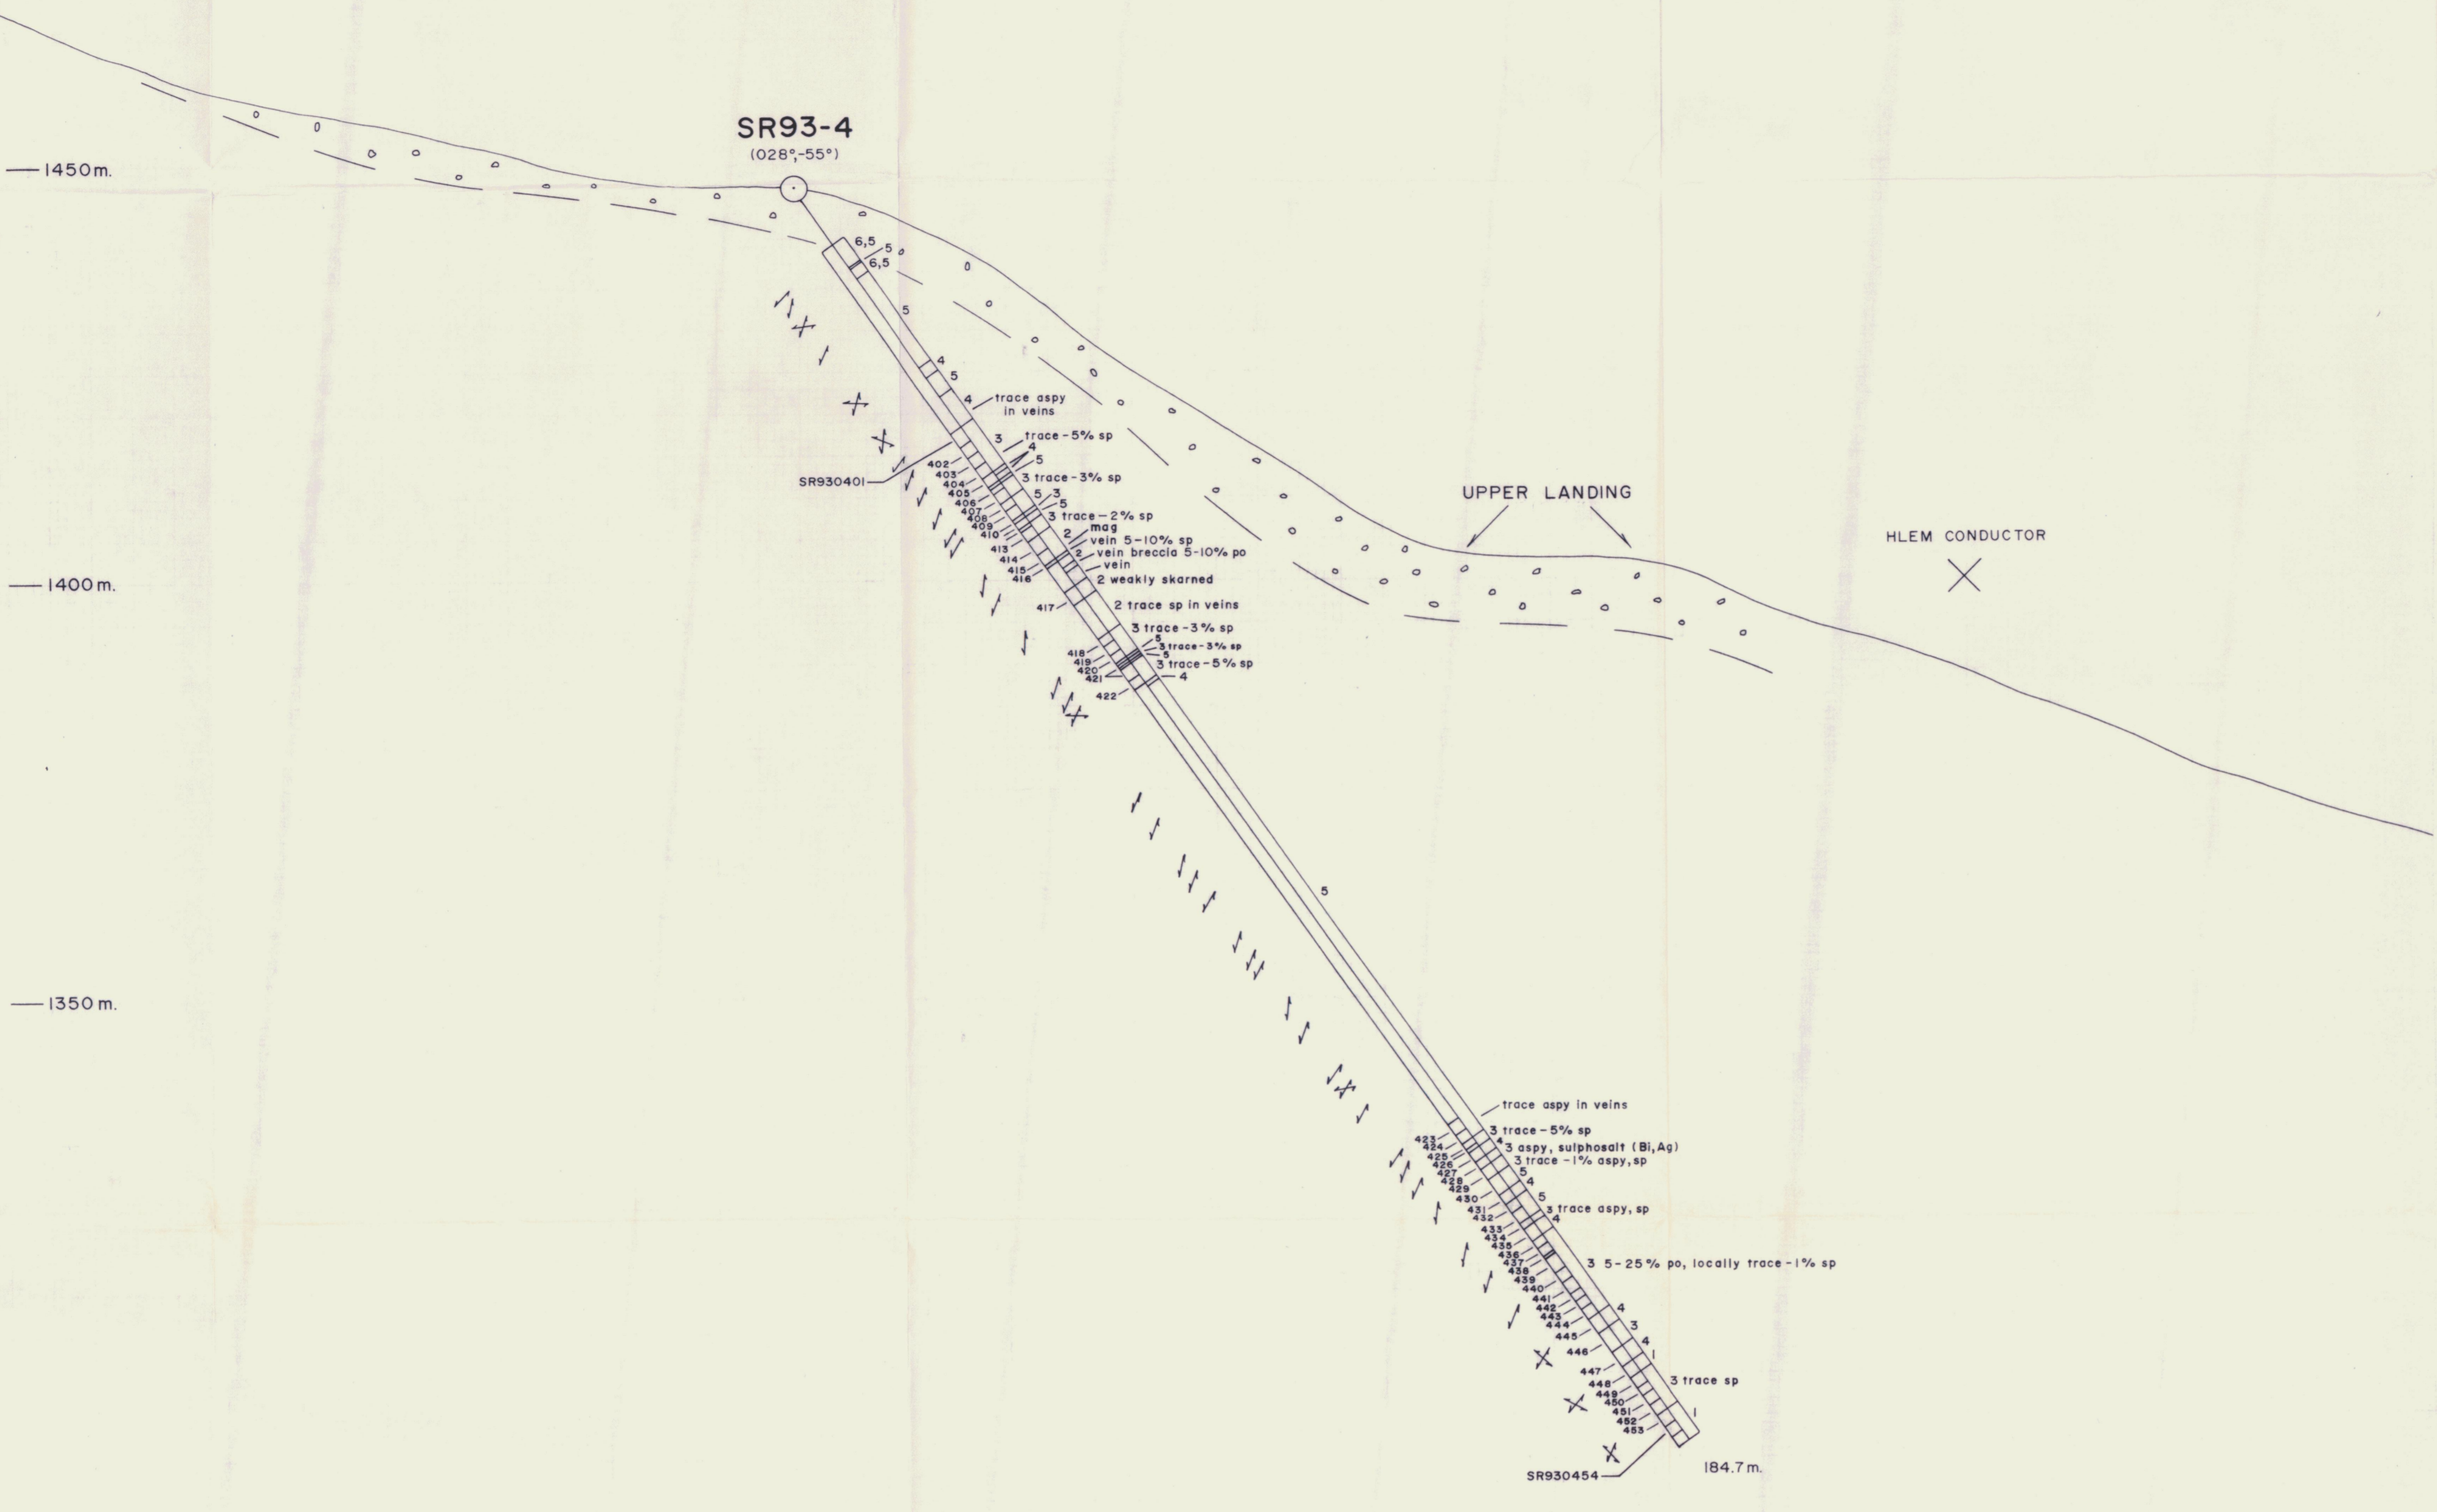 SR93-4
(028°,-55°)
1450m.
6,5
5
6,5
5
4
5
4
trace aspy
in veins
3
trace-5% sp
4
5
3 trace-3% sp
5
3
5
3 trace-2% sp
2
mag
vein 5-10% sp
2
vein breccia 5-10% po
vein
2 weakly skarned
2 trace sp in veins
3 trace-3% sp
5
3 trace-3% sp
5
3 trace-5% sp
4
SR930401
402
403
404
405
406
407
408
409
410
413
414
415
416
417
418
419
420
421
422
UPPER LANDING
HLEM CONDUCTOR
1400m.
1350m.
5
trace aspy in veins
3 trace-5% sp
4
3 aspy, sulphosalt (Bi,Ag)
3 trace -1% aspy,sp
5
4
5
3 trace aspy, sp
4
3 5-25% po, locally trace-1% sp
4
3
4
1
3 trace sp
1
423
424
425
426
427
428
429
430
431
432
433
434
435
436
437
438
439
440
441
442
443
444
445
446
447
448
449
450
451
452
453
SR930454
184.7m.